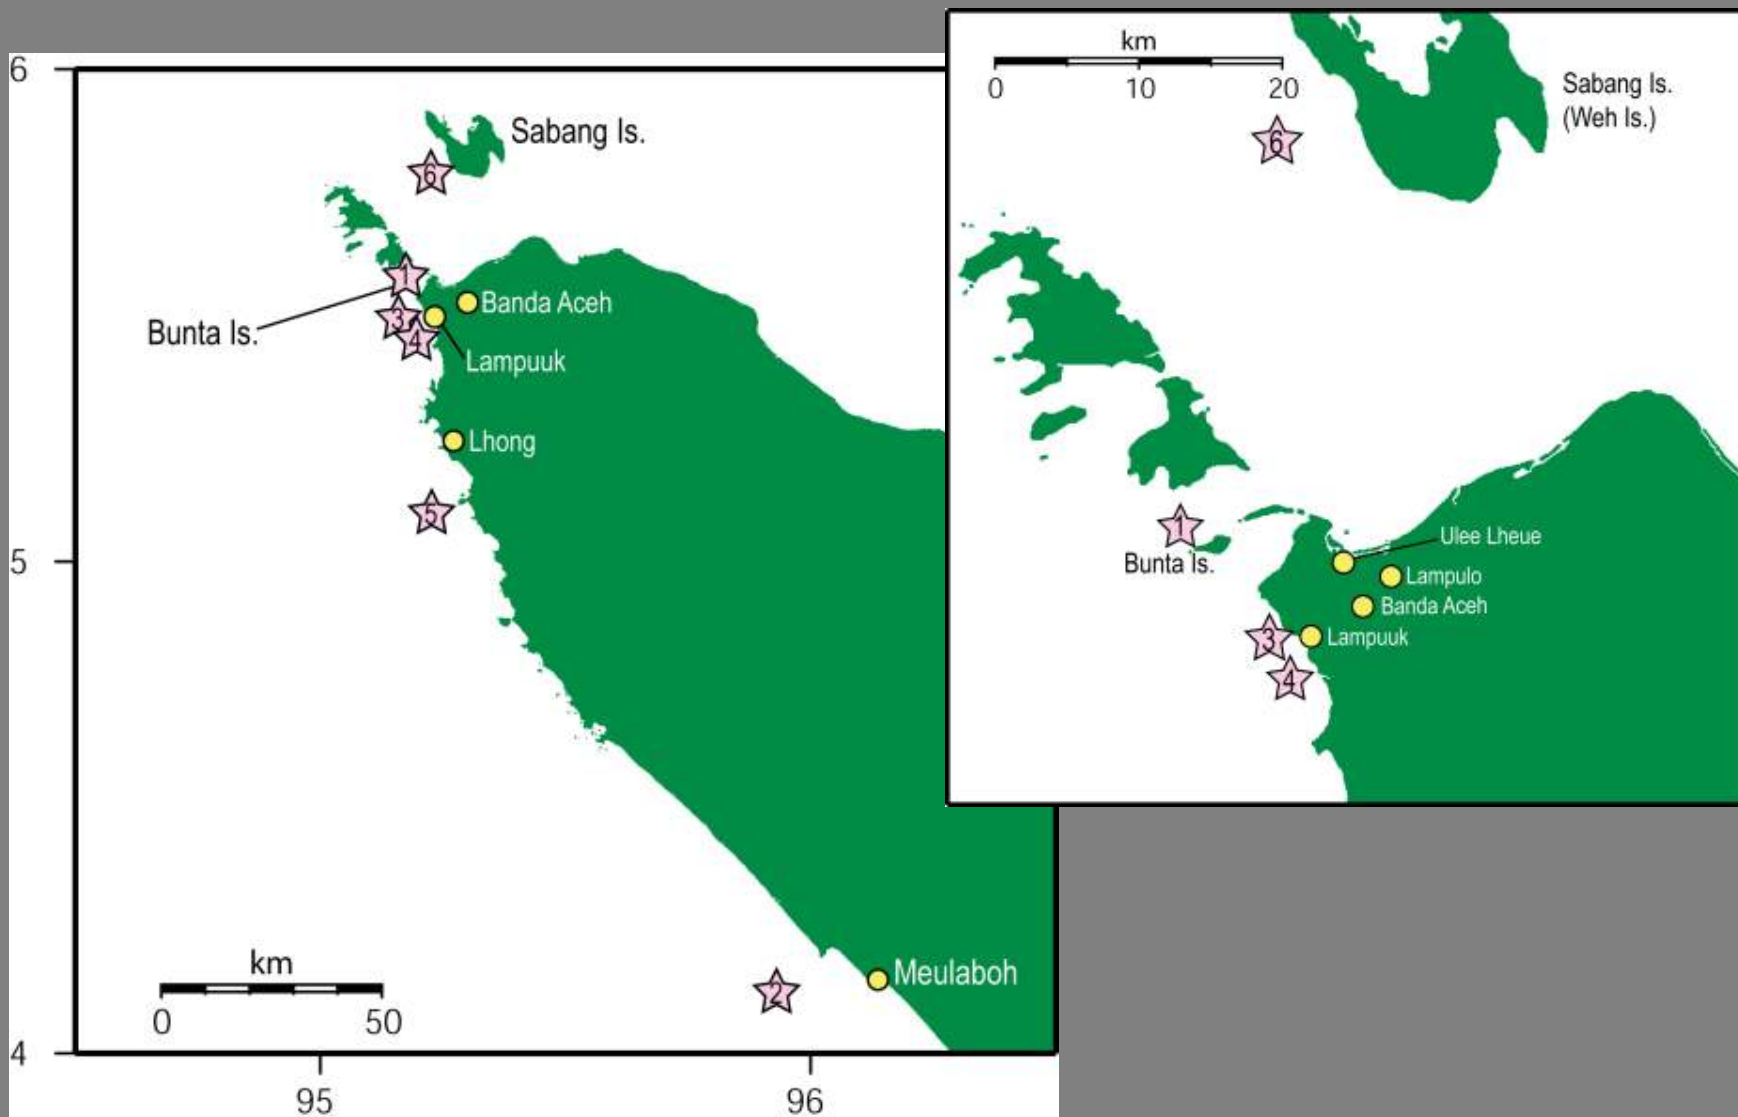 6
5
4
95
96
Sabang Is.
6
1
Bunta Is.
3
4
Banda Aceh
Lampuuk
Lhong
5
2
Meulaboh
km
0
50
km
0
10
20
Sabang Is.
(Weh Is.)
6
1
Bunta Is.
Ulee Lheue
Lampulo
Banda Aceh
3
Lampuuk
4